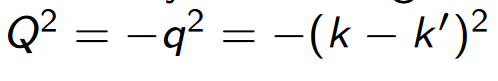 Q² = −q² = −(k − k′)²